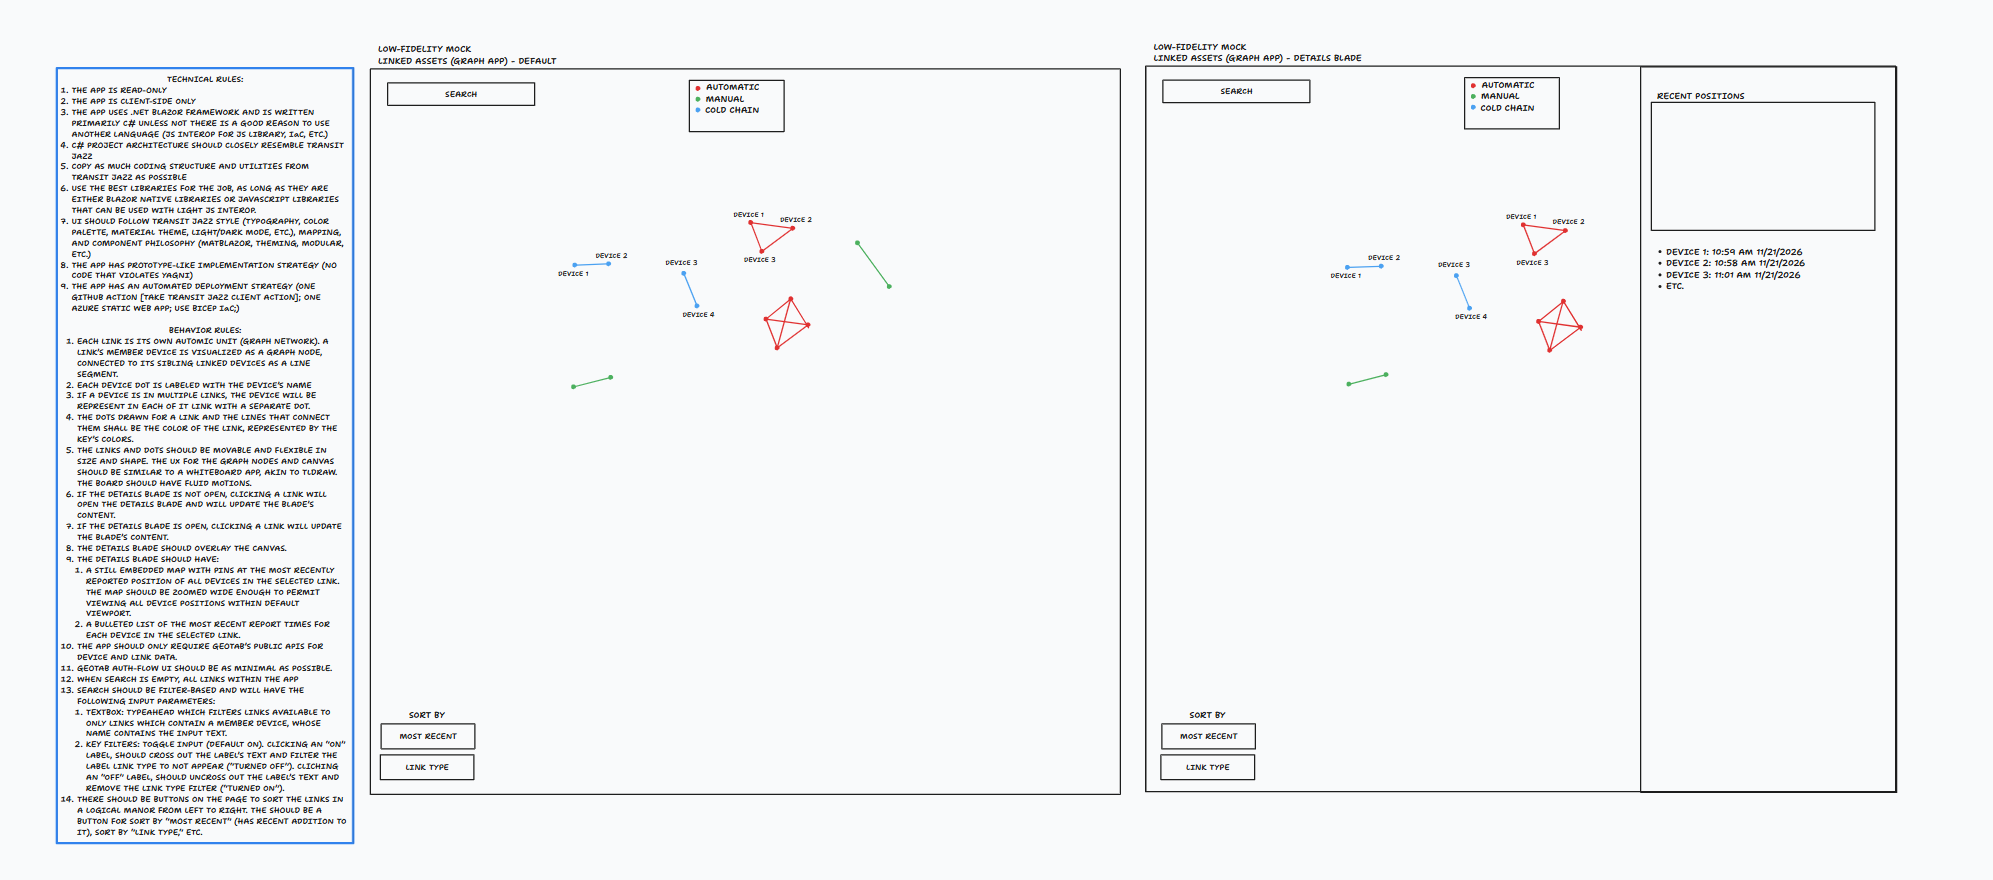 TECHNICAL RULES:
1. THE APP IS READ-ONLY
2. THE APP IS CLIENT-SIDE ONLY
3. THE APP USES .NET BLAZOR FRAMEWORK AND IS WRITTEN
PRIMARILY C# UNLESS NOT THERE IS A GOOD REASON TO USE
ANOTHER LANGUAGE (JS INTEROP FOR JS LIBRARY, IaC, ETC.)
4. C# PROJECT ARCHITECTURE SHOULD CLOSELY RESEMBLE TRANSIT
JAZZ
5. COPY AS MUCH CODING STRUCTURE AND UTILITIES FROM
TRANSIT JAZZ AS POSSIBLE
6. USE THE BEST LIBRARIES FOR THE JOB, AS LONG AS THEY ARE
EITHER BLAZOR NATIVE LIBRARIES OR JAVASCRIPT LIBRARIES
THAT CAN BE USED WITH LIGHT JS INTEROP.
7. UI SHOULD FOLLOW TRANSIT JAZZ STYLE (TYPOGRAPHY, COLOR
PALETTE, MATERIAL THEME, LIGHT/DARK MODE, ETC.), MAPPING,
AND COMPONENT PHILOSOPHY (MATBLAZOR, THEMING, MODULAR,
ETC.)
8. THE APP HAS PROTOTYPE-LIKE IMPLEMENTATION STRATEGY (NO
CODE THAT VIOLATES YAGNI)
9. THE APP HAS AN AUTOMATED DEPLOYMENT STRATEGY (ONE
GITHUB ACTION [TAKE TRANSIT JAZZ CLIENT ACTION]; ONE
AZURE STATIC WEB APP; USE BICEP IaC;)
BEHAVIOR RULES:
1. EACH LINK IS ITS OWN AUTOMIC UNIT (GRAPH NETWORK). A
LINK'S MEMBER DEVICE IS VISUALIZED AS A GRAPH NODE,
CONNECTED TO ITS SIBLING LINKED DEVICES AS A LINE
SEGMENT.
2. EACH DEVICE DOT IS LABELED WITH THE DEVICE'S NAME
3. IF A DEVICE IS IN MULTIPLE LINKS, THE DEVICE WILL BE
REPRESENT IN EACH OF IT LINK WITH A SEPARATE DOT.
4. THE DOTS DRAWN FOR A LINK AND THE LINES THAT CONNECT
THEM SHALL BE THE COLOR OF THE LINK, REPRESENTED BY THE
KEY'S COLORS.
5. THE LINKS AND DOTS SHOULD BE MOVABLE AND FLEXIBLE IN
SIZE AND SHAPE. THE UX FOR THE GRAPH NODES AND CANVAS
SHOULD BE SIMILAR TO A WHITEBOARD APP, AKIN TO TLDRAW.
THE BOARD SHOULD HAVE FLUID MOTIONS.
6. IF THE DETAILS BLADE IS NOT OPEN, CLICKING A LINK WILL
OPEN THE DETAILS BLADE AND WILL UPDATE THE BLADE'S
CONTENT.
7. IF THE DETAILS BLADE IS OPEN, CLICKING A LINK WILL UPDATE
THE BLADE'S CONTENT.
8. THE DETAILS BLADE SHOULD OVERLAY THE CANVAS.
9. THE DETAILS BLADE SHOULD HAVE:
1. A STILL EMBEDDED MAP WITH PINS AT THE MOST RECENTLY
REPORTED POSITION OF ALL DEVICES IN THE SELECTED LINK.
THE MAP SHOULD BE ZOOMED WIDE ENOUGH TO PERMIT
VIEWING ALL DEVICE POSITIONS WITHIN DEFAULT
VIEWPORT.
2. A BULLETED LIST OF THE MOST RECENT REPORT TIMES FOR
EACH DEVICE IN THE SELECTED LINK.
10. THE APP SHOULD ONLY REQUIRE GEOTAB'S PUBLIC APIS FOR
DEVICE AND LINK DATA.
11. GEOTAB AUTH-FLOW UI SHOULD BE AS MINIMAL AS POSSIBLE.
12. WHEN SEARCH IS EMPTY, ALL LINKS WITHIN THE APP
13. SEARCH SHOULD BE FILTER-BASED AND WILL HAVE THE
FOLLOWING INPUT PARAMETERS:
1. TEXTBOX: TYPEAHEAD WHICH FILTERS LINKS AVAILABLE TO
ONLY LINKS WHICH CONTAIN A MEMBER DEVICE, WHOSE
NAME CONTAINS THE INPUT TEXT.
2. KEY FILTERS: TOGGLE INPUT (DEFAULT ON). CLICKING AN "ON"
LABEL, SHOULD CROSS OUT THE LABEL'S TEXT AND FILTER THE
LABEL LINK TYPE TO NOT APPEAR ("TURNED OFF"). CLICHING
AN "OFF" LABEL, SHOULD UNCROSS OUT THE LABEL'S TEXT AND
REMOVE THE LINK TYPE FILTER ("TURNED ON").
14. THERE SHOULD BE BUTTONS ON THE PAGE TO SORT THE LINKS IN
A LOGICAL MANOR FROM LEFT TO RIGHT. THE SHOULD BE A
BUTTON FOR SORT BY "MOST RECENT" (HAS RECENT ADDITION TO
IT), SORT BY "LINK TYPE," ETC.
LOW-FIDELITY MOCK
LINKED ASSETS (GRAPH APP) - DEFAULT
SEARCH
AUTOMATIC
MANUAL
COLD CHAIN
DEVICE 1
DEVICE 2
DEVICE 3
DEVICE 2
DEVICE 1
DEVICE 3
DEVICE 4
SORT BY
MOST RECENT
LINK TYPE
LOW-FIDELITY MOCK
LINKED ASSETS (GRAPH APP) - DETAILS BLADE
SEARCH
AUTOMATIC
MANUAL
COLD CHAIN
DEVICE 1
DEVICE 2
DEVICE 3
DEVICE 2
DEVICE 1
DEVICE 3
DEVICE 4
SORT BY
MOST RECENT
LINK TYPE
RECENT POSITIONS
• DEVICE 1: 10:59 AM 11/21/2026
• DEVICE 2: 10:58 AM 11/21/2026
• DEVICE 3: 11:01 AM 11/21/2026
• ETC.